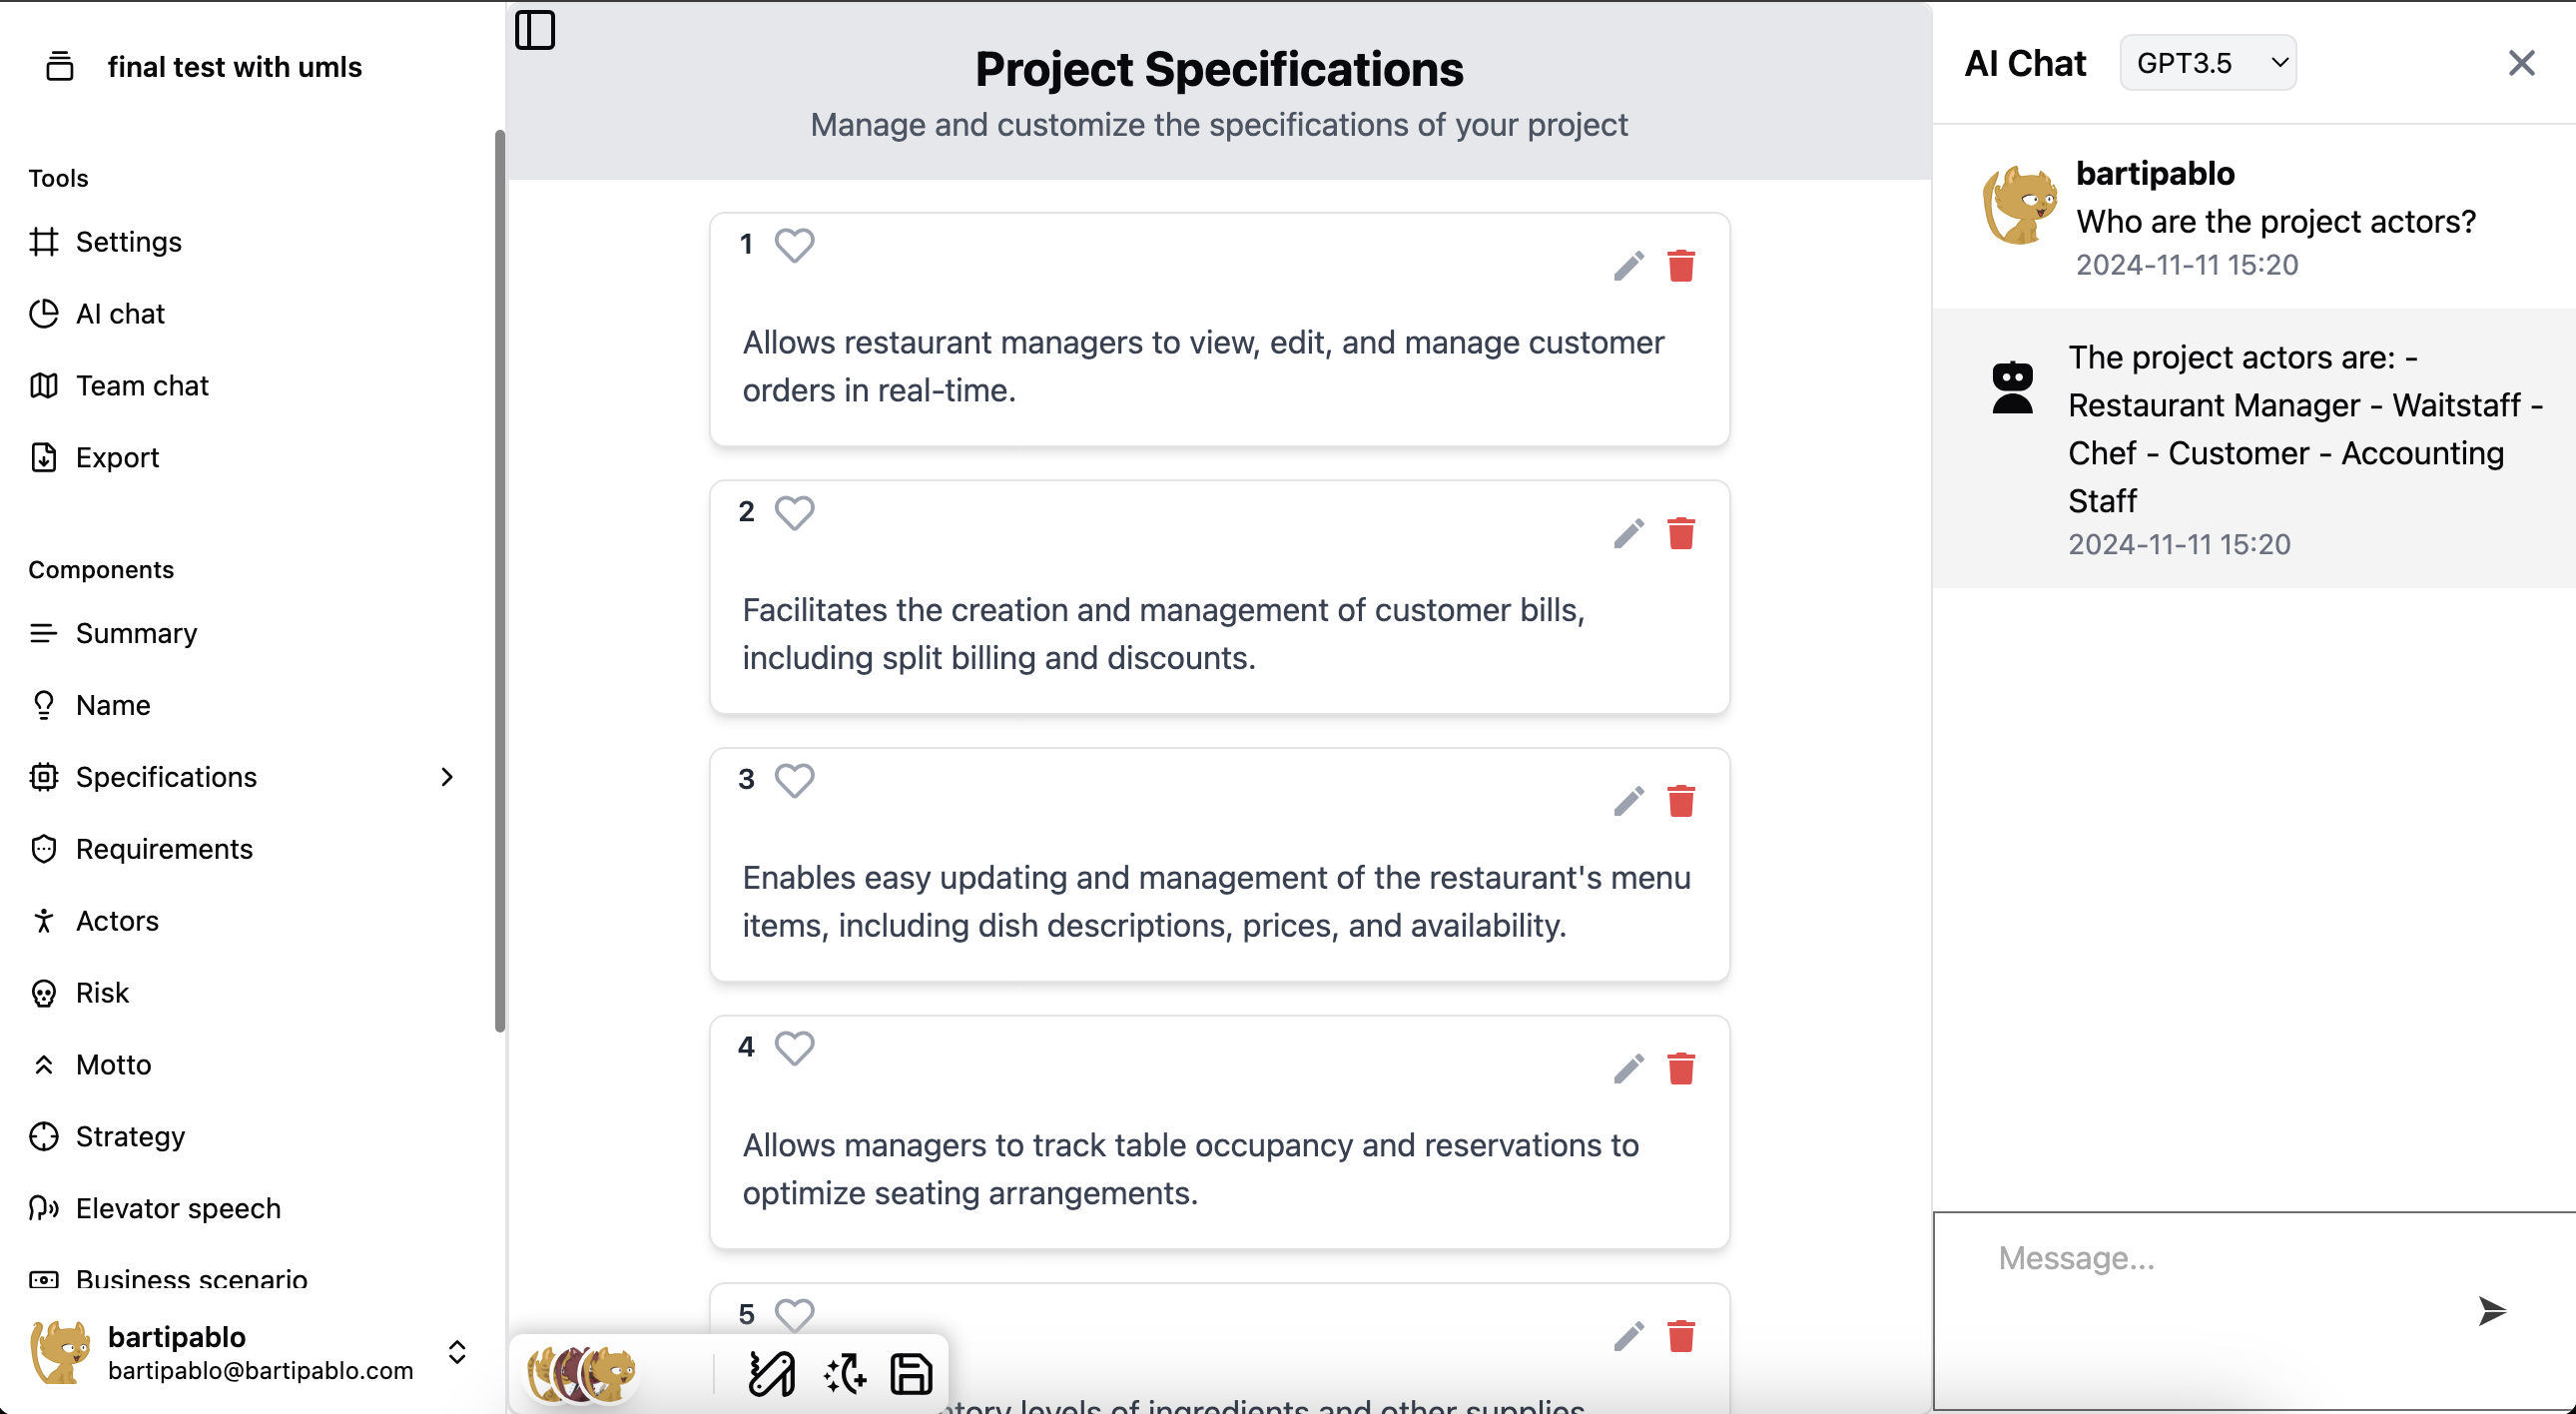 final test with umls
Tools
Settings
AI chat
Team chat
Export
Components
Summary
Name
Specifications
Requirements
Actors
Risk
Motto
Strategy
Elevator speech
Business scenario
bartipablo
bartipablo@bartipablo.com
Project Specifications
Manage and customize the specifications of your project
1
Allows restaurant managers to view, edit, and manage customer
orders in real-time.
2
Facilitates the creation and management of customer bills,
including split billing and discounts.
3
Enables easy updating and management of the restaurant's menu
items, including dish descriptions, prices, and availability.
4
Allows managers to track table occupancy and reservations to
optimize seating arrangements.
5
levels of ingredients and other supplies
AI Chat
GPT3.5
bartipablo
Who are the project actors?
2024-11-11 15:20
The project actors are: -
Restaurant Manager - Waitstaff -
Chef - Customer - Accounting
Staff
2024-11-11 15:20
Message...